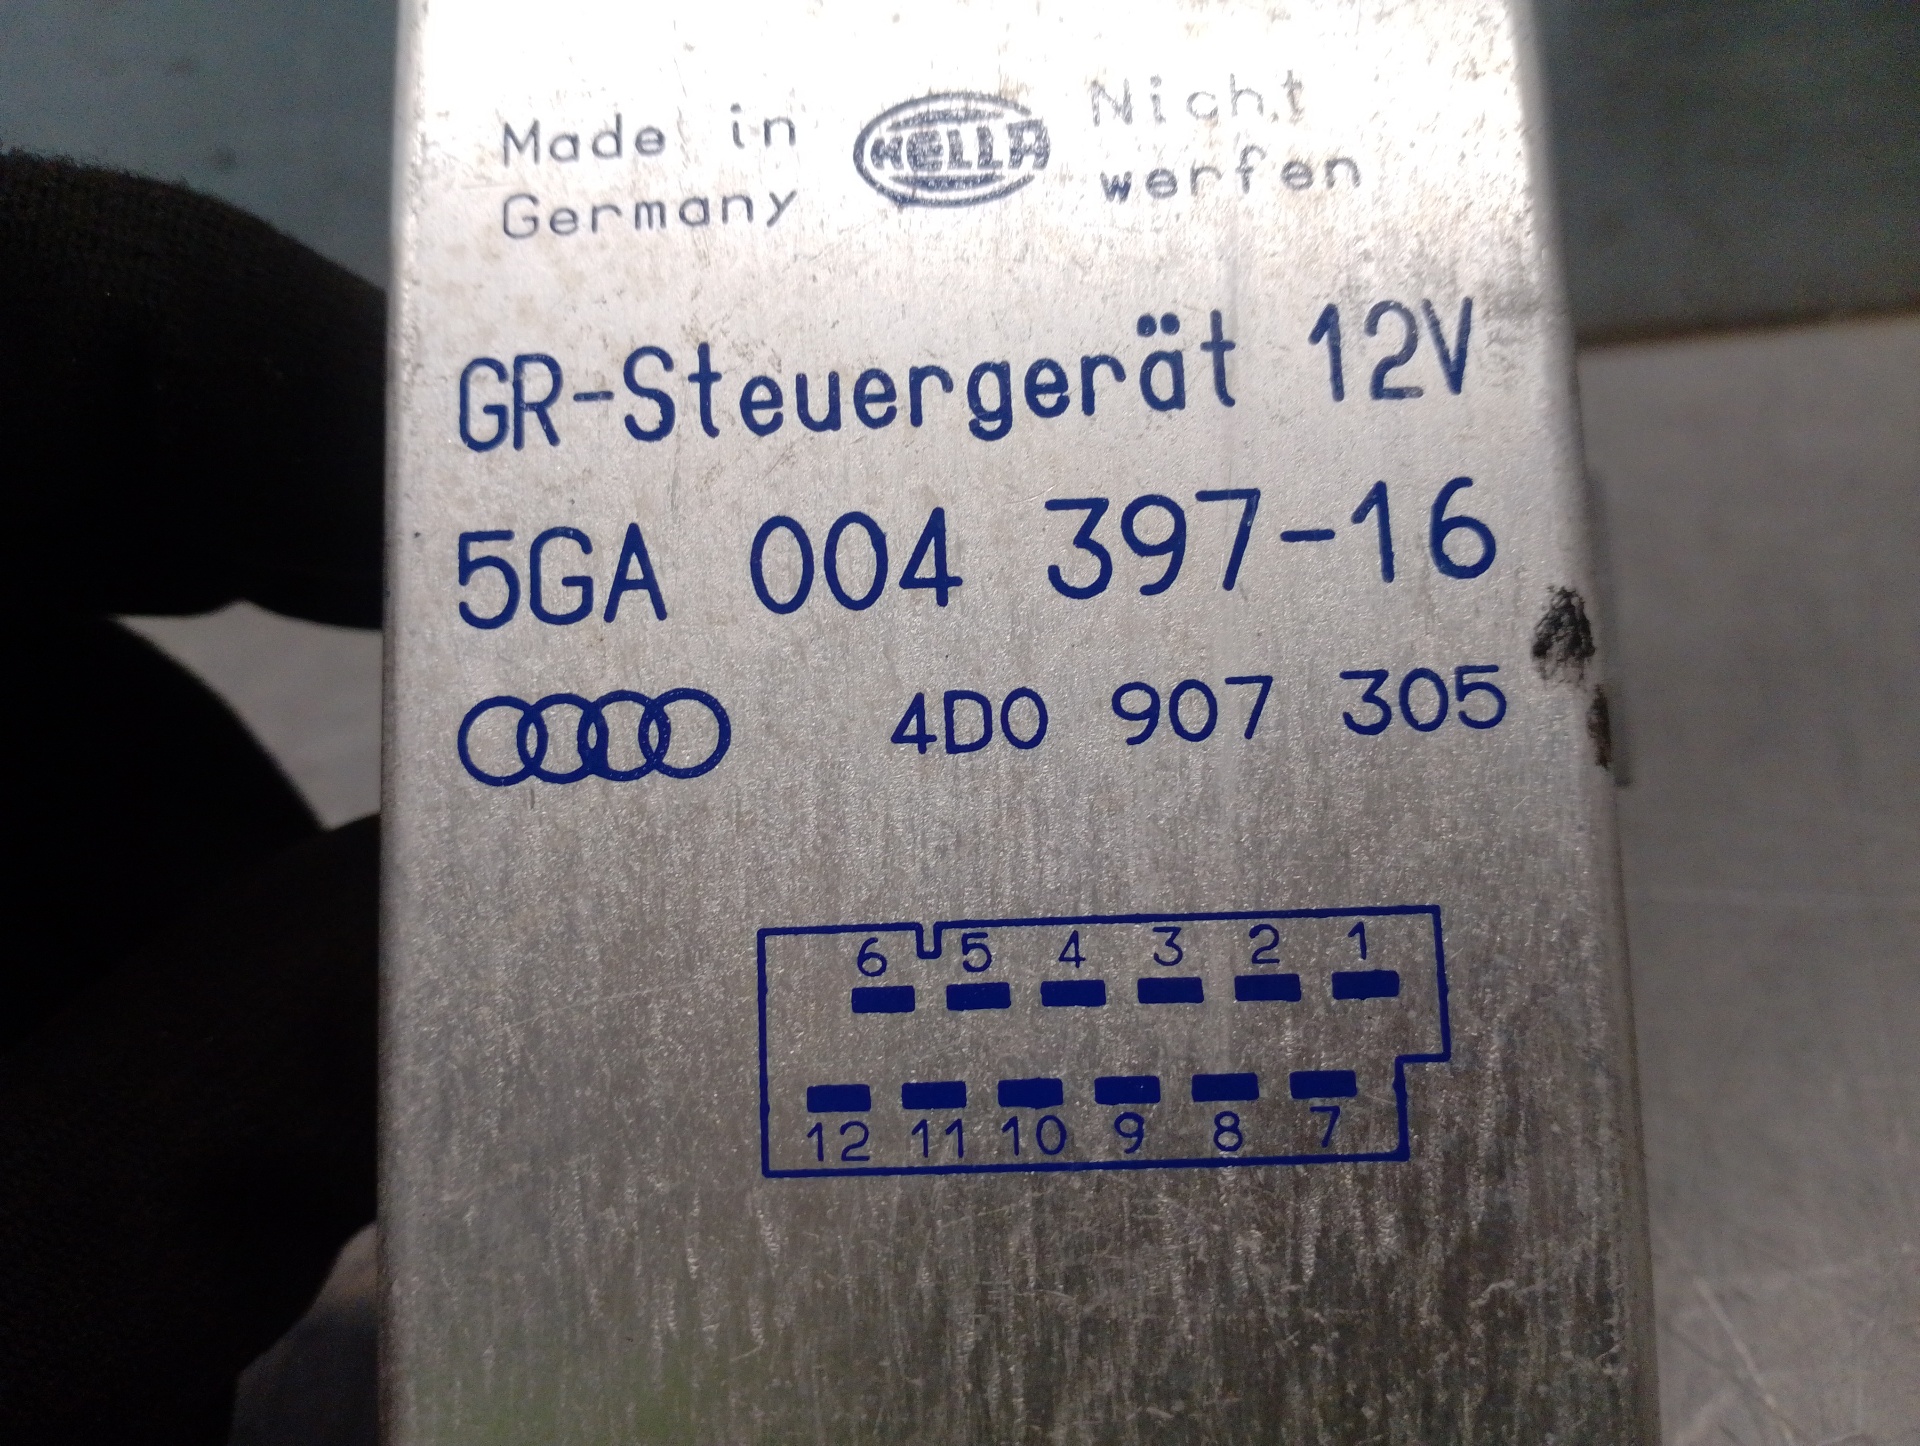 Made in
Germany
HELLA
Nicht
werfen
GR-Steuergerät 12V
5GA 004 397-16
4D0 907 305
6 5 4 3 2 1
12 11 10 9 8 7